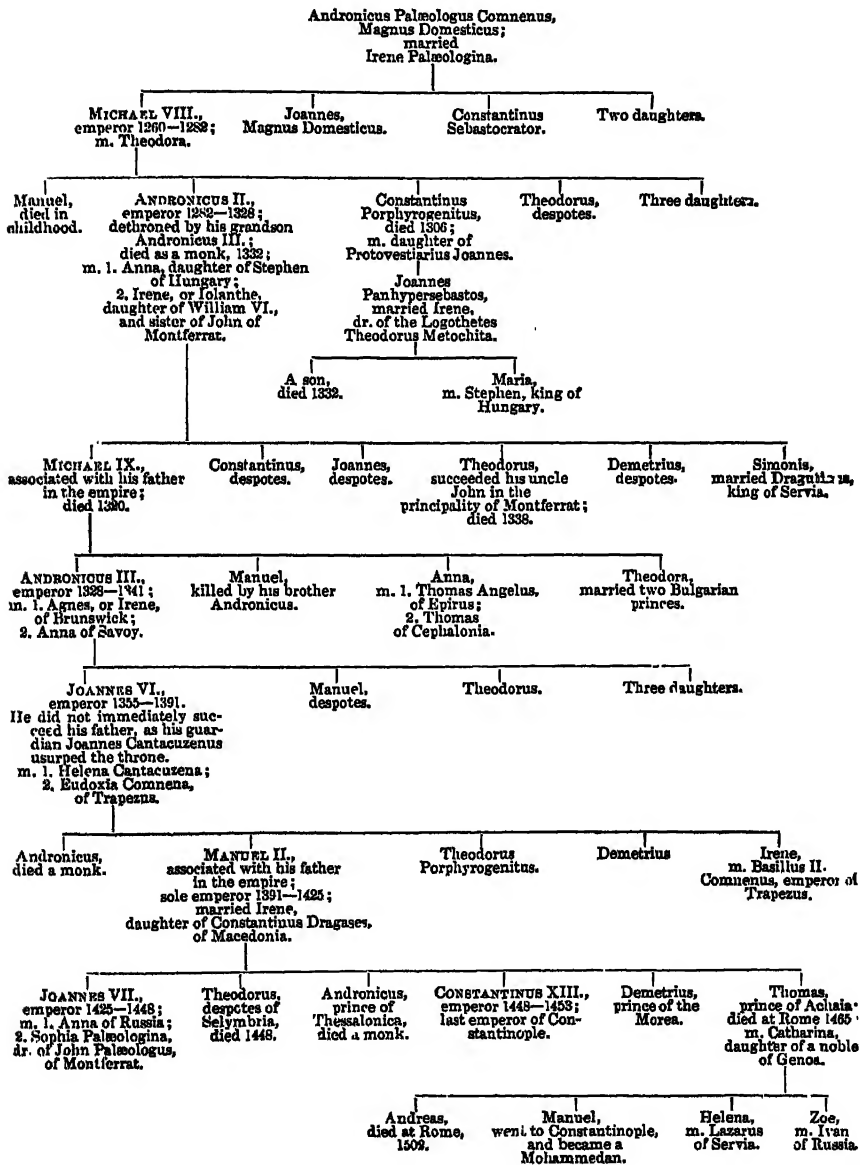 Andronicus Palæologus Comnenus,
Magnus Domesticus;
married
Irene Palæologina.
MICHAEL VIII.,
emperor 1260—1282;
m. Theodora.
Joannes,
Magnus Domesticus.
Constantinus
Sebastocrator.
Two daughters.
Manuel,
died in
childhood.
ANDRONICUS II.,
emperor 1282—1328;
dethroned by his grandson
Andronicus III.;
died as a monk, 1332;
m. 1. Anna, daughter of Stephen
of Hungary;
2. Irene, or Iolanthe,
daughter of William VI.,
and sister of John of
Montferrat.
Constantinus
Porphyrogenitus,
died 1306;
m. daughter of
Protovestiarius Joannes.
Theodorus,
despotes.
Three daughters.
Joannes
Panhypersebastos,
married Irene,
dr. of the Logothetes
Theodorus Metochita.
A son,
died 1332.
Maria,
m. Stephen, king of
Hungary.
MICHAEL IX.,
associated with his father
in the empire;
died 1320.
Constantinus,
despotes.
Joannes,
despotes.
Theodorus,
succeeded his uncle
John in the
principality of Montferrat;
died 1338.
Demetrius,
despotes.
Simonis,
married
king of Servia.
ANDRONICUS III.,
emperor 1328—1341;
m. 1. Agnes, or Irene,
of Brunswick;
2. Anna of Savoy.
Manuel,
killed by his brother
Andronicus.
Anna,
m. 1. Thomas Angelus,
of Epirus;
2. Thomas
of Cephalonia.
Theodora,
married two Bulgarian
princes.
JOANNES VI.,
emperor 1355—1391.
He did not immediately suc-
ceed his father, as his guar-
dian Joannes Cantacuzenus
usurped the throne.
m. 1. Helena Cantacuzena;
2. Eudoxia Comnena,
of Trapezus.
Manuel,
despotes.
Theodorus.
Three daughters.
Andronicus,
died a monk.
MANUEL II.,
associated with his father
in the empire;
sole emperor 1391—1425;
married Irene,
daughter of Constantinus Dragases,
of Macedonia.
Theodorus
Porphyrogenitus.
Demetrius
Irene,
m. Basilius II.
Comnenus, emperor of
Trapezus.
JOANNES VII.,
emperor 1425—1448;
m. 1. Anna of Russia;
2. Sophia Palæologina,
dr. of John Palæologus,
of Montferrat.
Theodorus,
despotes of
Selymbria,
died 1448.
Andronicus,
prince of
Thessalonica,
died a monk.
CONSTANTINUS XIII.,
emperor 1448—1453;
last emperor of Con-
stantinople.
Demetrius,
prince of the
Morea.
Thomas,
prince of Achaia
died at Rome 1465
m. Catharina,
daughter of a noble
of Genoa.
Andreas,
died at Rome,
1502.
Manuel,
went to Constantinople,
and became a
Mohammedan.
Helena,
m. Lazarus
of Servia.
Zoe,
m. Ivan
of Russia.